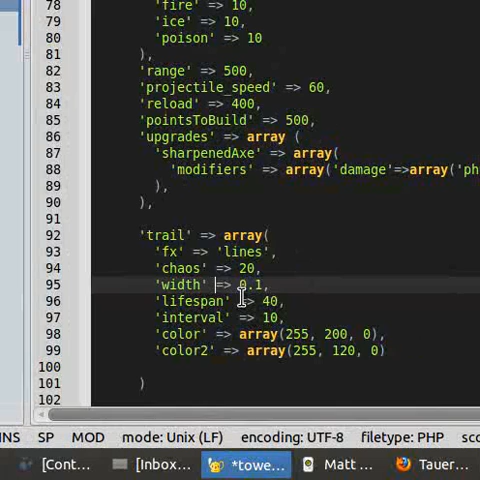 78 'fire' => 10,
79 'ice' => 10,
80 'poison' => 10
81 ),
82 'range' => 500,
83 'projectile_speed' => 60,
84 'reload' => 400,
85 'pointsToBuild' => 500,
86 'upgrades' => array (
87 'sharpenedAxe' => array(
88 'modifiers' => array('damage'=>array('ph
89 ),
90 ),
91
92 'trail' => array(
93 'fx' => 'lines',
94 'chaos' => 20,
95 'width' => 0.1,
96 'lifespan' => 40,
97 'interval' => 10,
98 'color' => array(255, 200, 0),
99 'color2' => array(255, 120, 0)
100
101 )
102
INS SP MOD mode: Unix (LF) encoding: UTF-8 filetype: PHP sco
[Cont... [Inbox... *towe... Matt ... Tauer...